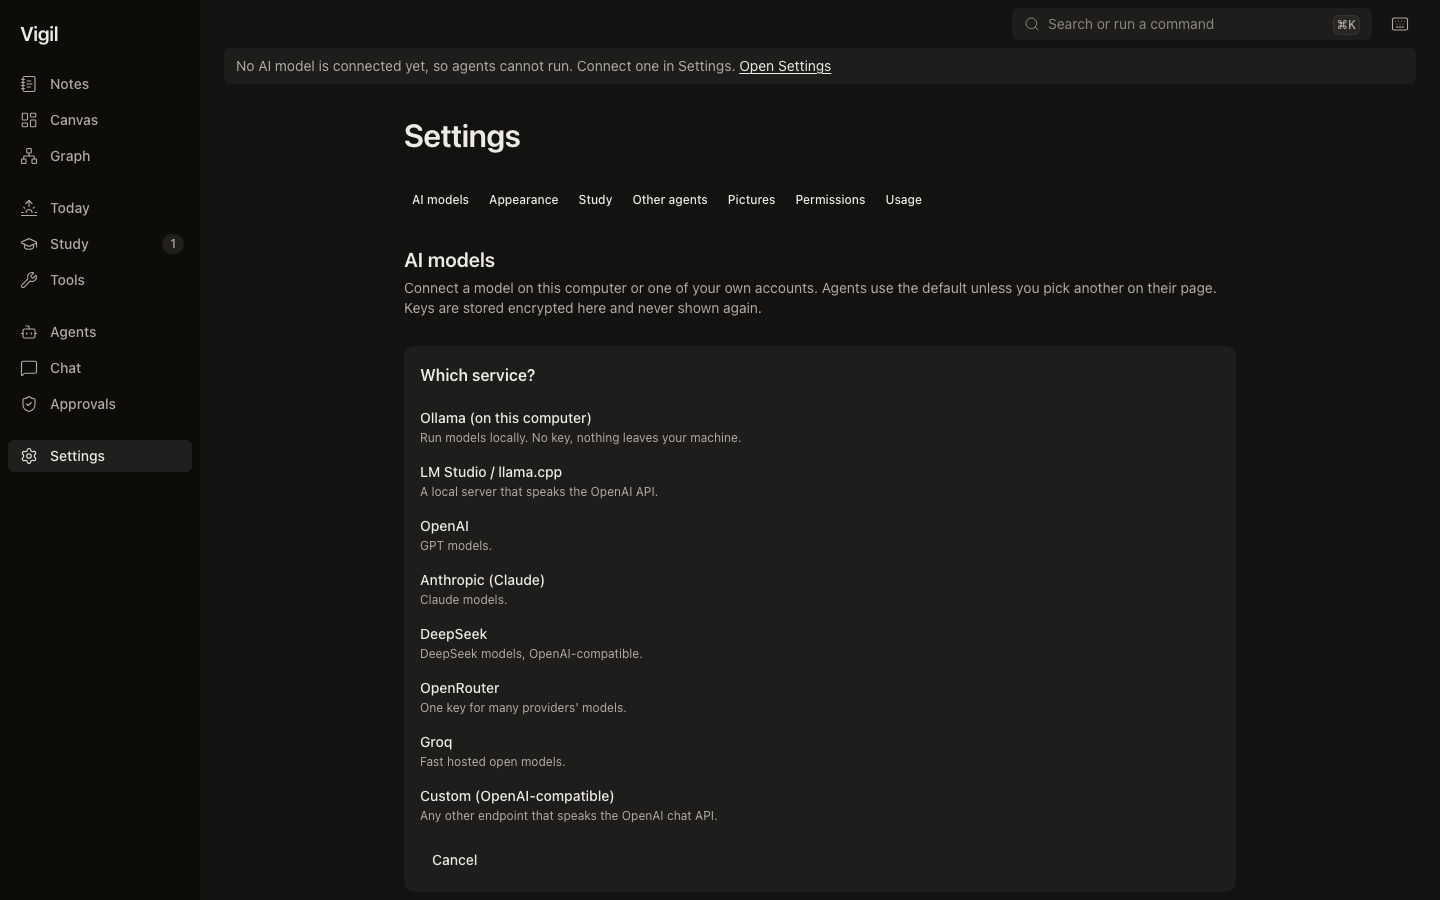 Vigil
Search or run a command
⌘K
Notes
Canvas
Graph
Today
Study
1
Tools
Agents
Chat
Approvals
Settings
No AI model is connected yet, so agents cannot run. Connect one in Settings. Open Settings
Settings
AI models
Appearance
Study
Other agents
Pictures
Permissions
Usage
AI models
Connect a model on this computer or one of your own accounts. Agents use the default unless you pick another on their page.
Keys are stored encrypted here and never shown again.
Which service?
Ollama (on this computer)
Run models locally. No key, nothing leaves your machine.
LM Studio / llama.cpp
A local server that speaks the OpenAI API.
OpenAI
GPT models.
Anthropic (Claude)
Claude models.
DeepSeek
DeepSeek models, OpenAI-compatible.
OpenRouter
One key for many providers' models.
Groq
Fast hosted open models.
Custom (OpenAI-compatible)
Any other endpoint that speaks the OpenAI chat API.
Cancel